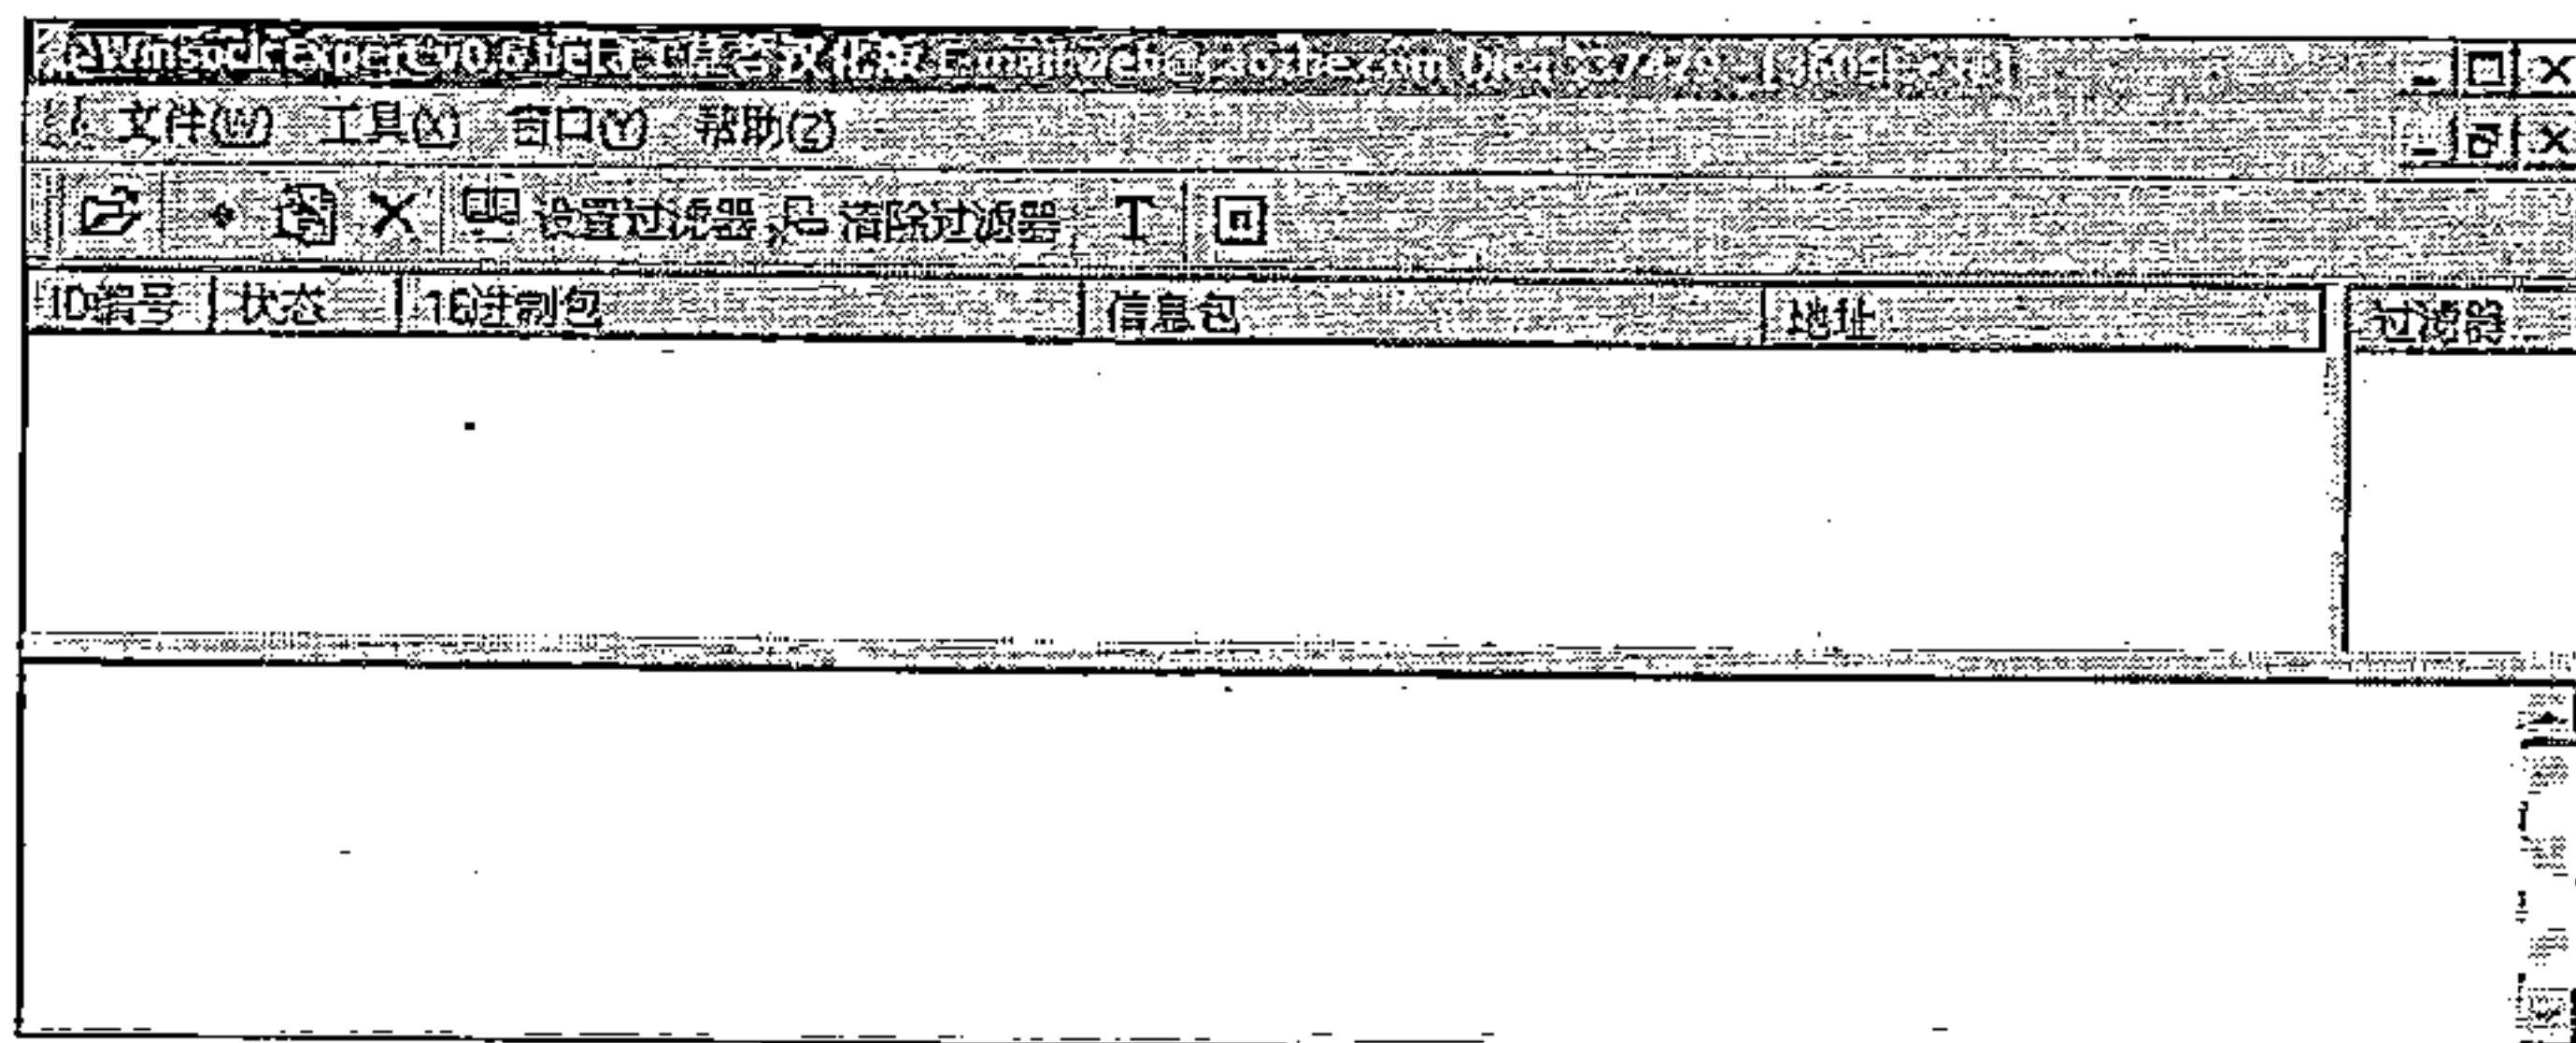 WinsockExpert v0.6 beta 1
文件(W) 工具(X) 窗口(Y) 帮助(Z)
设置过滤器 清除过滤器 T
ID编号 状态 16进制包 信息包 地址 过滤器